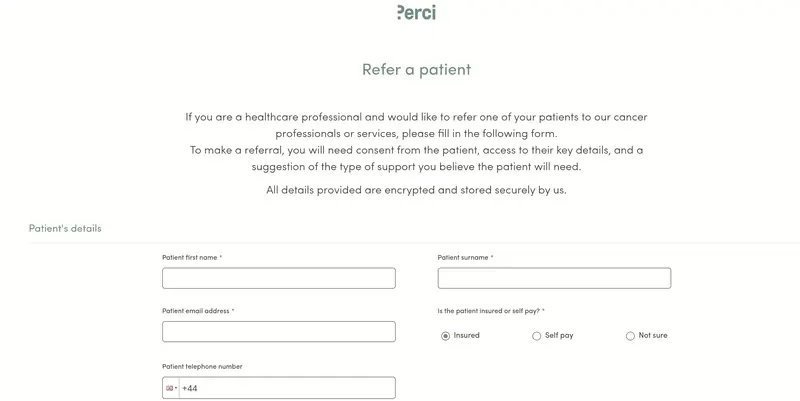 Perci
Refer a patient
If you are a healthcare professional and would like to refer one of your patients to our cancer
professionals or services, please fill in the following form.
To make a referral, you will need consent from the patient, access to their key details, and a
suggestion of the type of support you believe the patient will need.
All details provided are encrypted and stored securely by us.
Patient's details
Patient first name *
Patient surname *
Patient email address *
Is the patient insured or self pay? *
Insured
Self pay
Not sure
Patient telephone number
+44